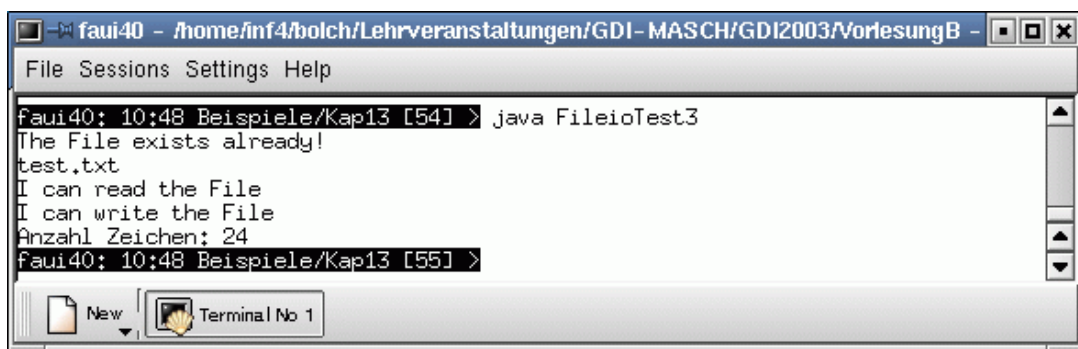 faui40 - /home/inf4/bolch/Lehrveranstaltungen/GDI-MASCH/GDI2003/VorlesungB -
File Sessions Settings Help
faui40: 10:48 Beispiele/Kap13 [54] > java FileioTest3
The File exists already!
test.txt
I can read the File
I can write the File
Anzahl Zeichen: 24
faui40: 10:48 Beispiele/Kap13 [55] >
New Terminal No 1